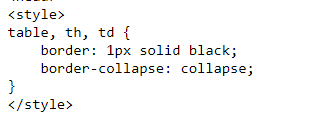 <style>
table, th, td {
    border: 1px solid black;
    border-collapse: collapse;
}
</style>